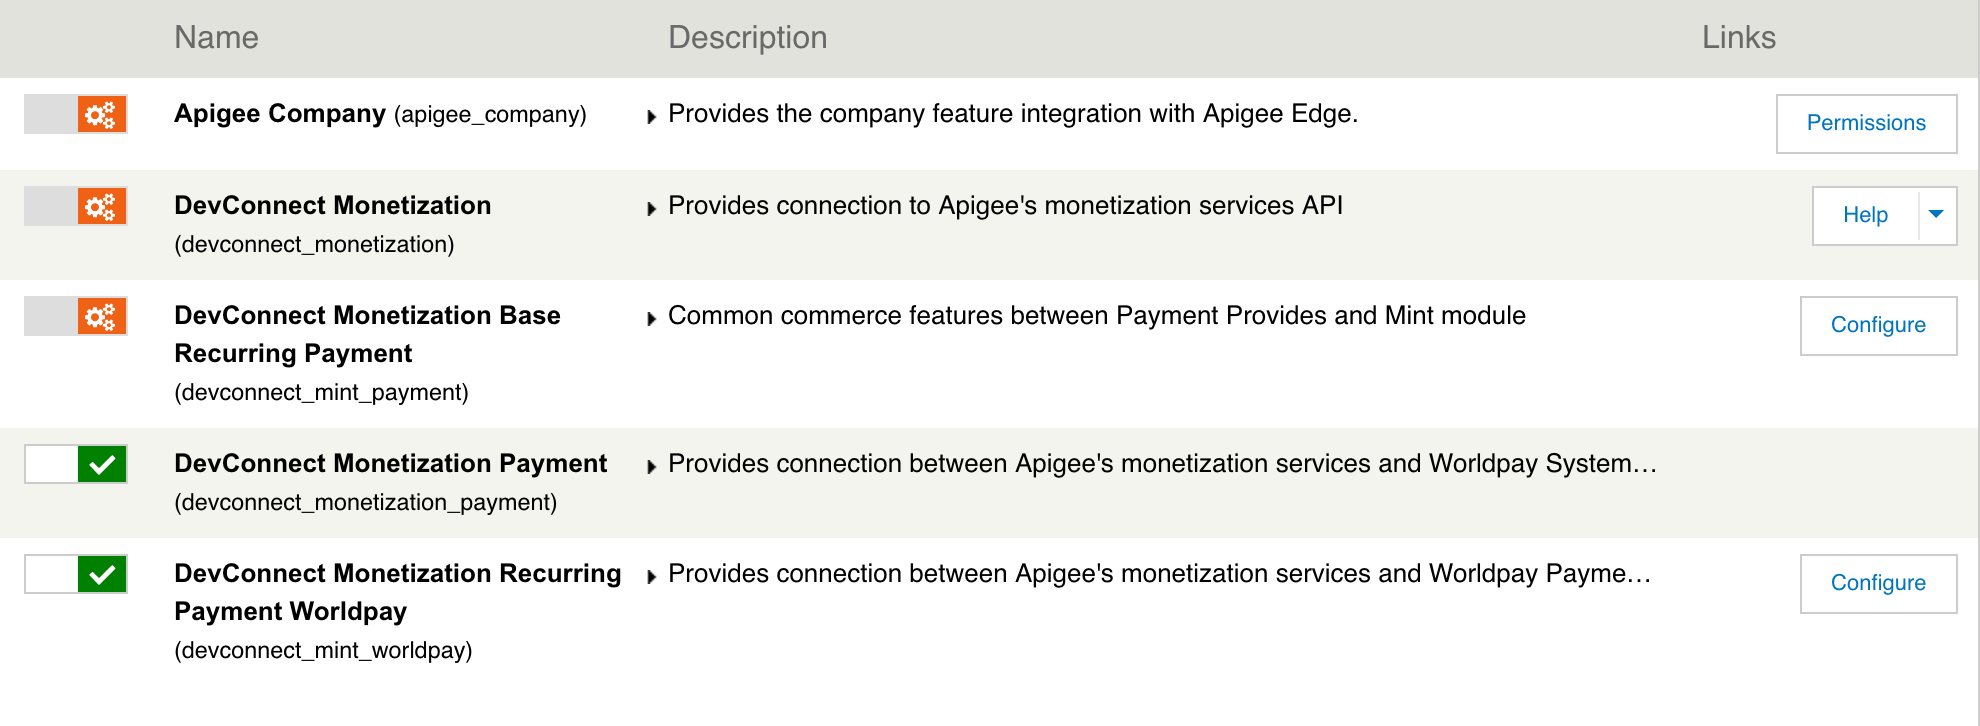 Name Description Links
Apigee Company (apigee_company) Provides the company feature integration with Apigee Edge. Permissions
DevConnect Monetization Provides connection to Apigee's monetization services API Help
(devconnect_monetization)
DevConnect Monetization Base Common commerce features between Payment Provides and Mint module Configure
Recurring Payment
(devconnect_mint_payment)
DevConnect Monetization Payment Provides connection between Apigee's monetization services and Worldpay System…
(devconnect_monetization_payment)
DevConnect Monetization Recurring Provides connection between Apigee's monetization services and Worldpay Payme… Configure
Payment Worldpay
(devconnect_mint_worldpay)